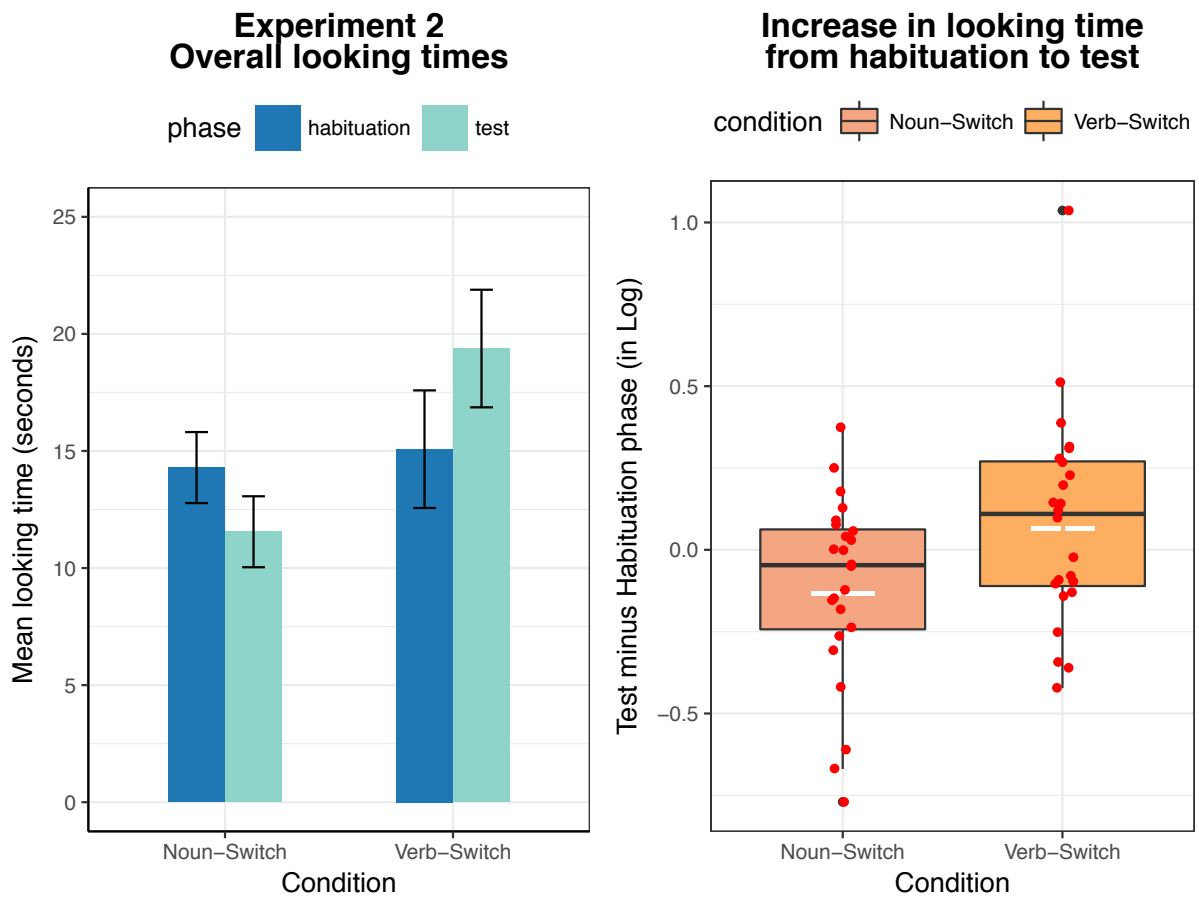 Experiment 2
Overall looking times
phase habituation test
25
20
15
10
5
0
Mean looking time (seconds)
Noun−Switch Verb−Switch
Condition
Increase in looking time
from habituation to test
condition Noun−Switch Verb−Switch
1.0
0.5
0.0
−0.5
Test minus Habituation phase (in Log)
Noun−Switch Verb−Switch
Condition